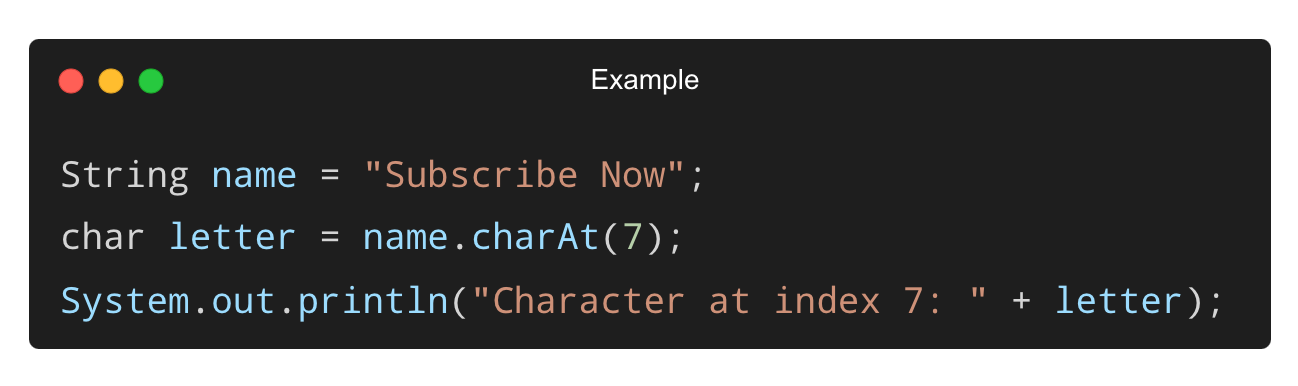 Example
String name = "Subscribe Now";
char letter = name.charAt(7);
System.out.println("Character at index 7: " + letter);